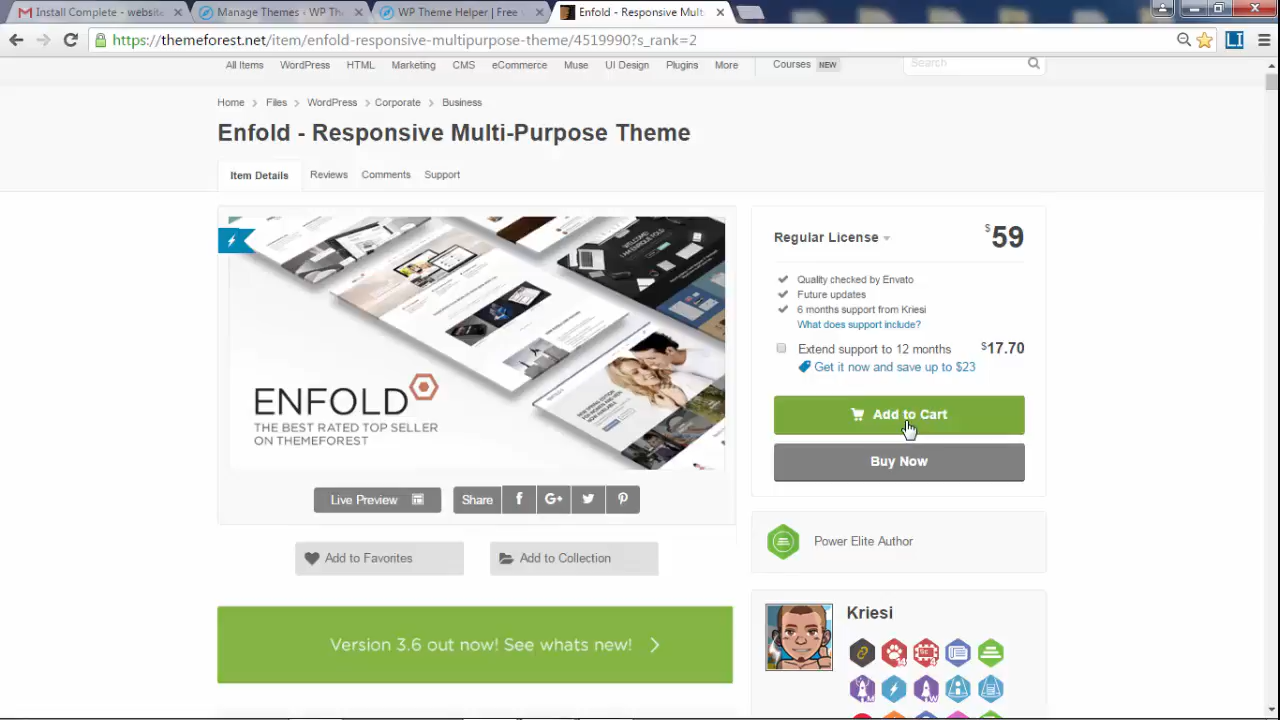 Install Complete - website
Manage Themes ‹ WP Th
WP Theme Helper | Free
Enfold - Responsive Multi
https://themeforest.net/item/enfold-responsive-multipurpose-theme/4519990?s_rank=2
All Items WordPress HTML Marketing CMS eCommerce Muse UI Design Plugins More Courses NEW Search
Home > Files > WordPress > Corporate > Business
Enfold - Responsive Multi-Purpose Theme
Item Details Reviews Comments Support
ENFOLD
THE BEST RATED TOP SELLER
ON THEMEFOREST
Live Preview Share
Add to Favorites Add to Collection
Version 3.6 out now! See whats new!
Regular License $59
Quality checked by Envato
Future updates
6 months support from Kriesi
What does support include?
Extend support to 12 months $17.70
Get it now and save up to $23
Add to Cart
Buy Now
Power Elite Author
Kriesi